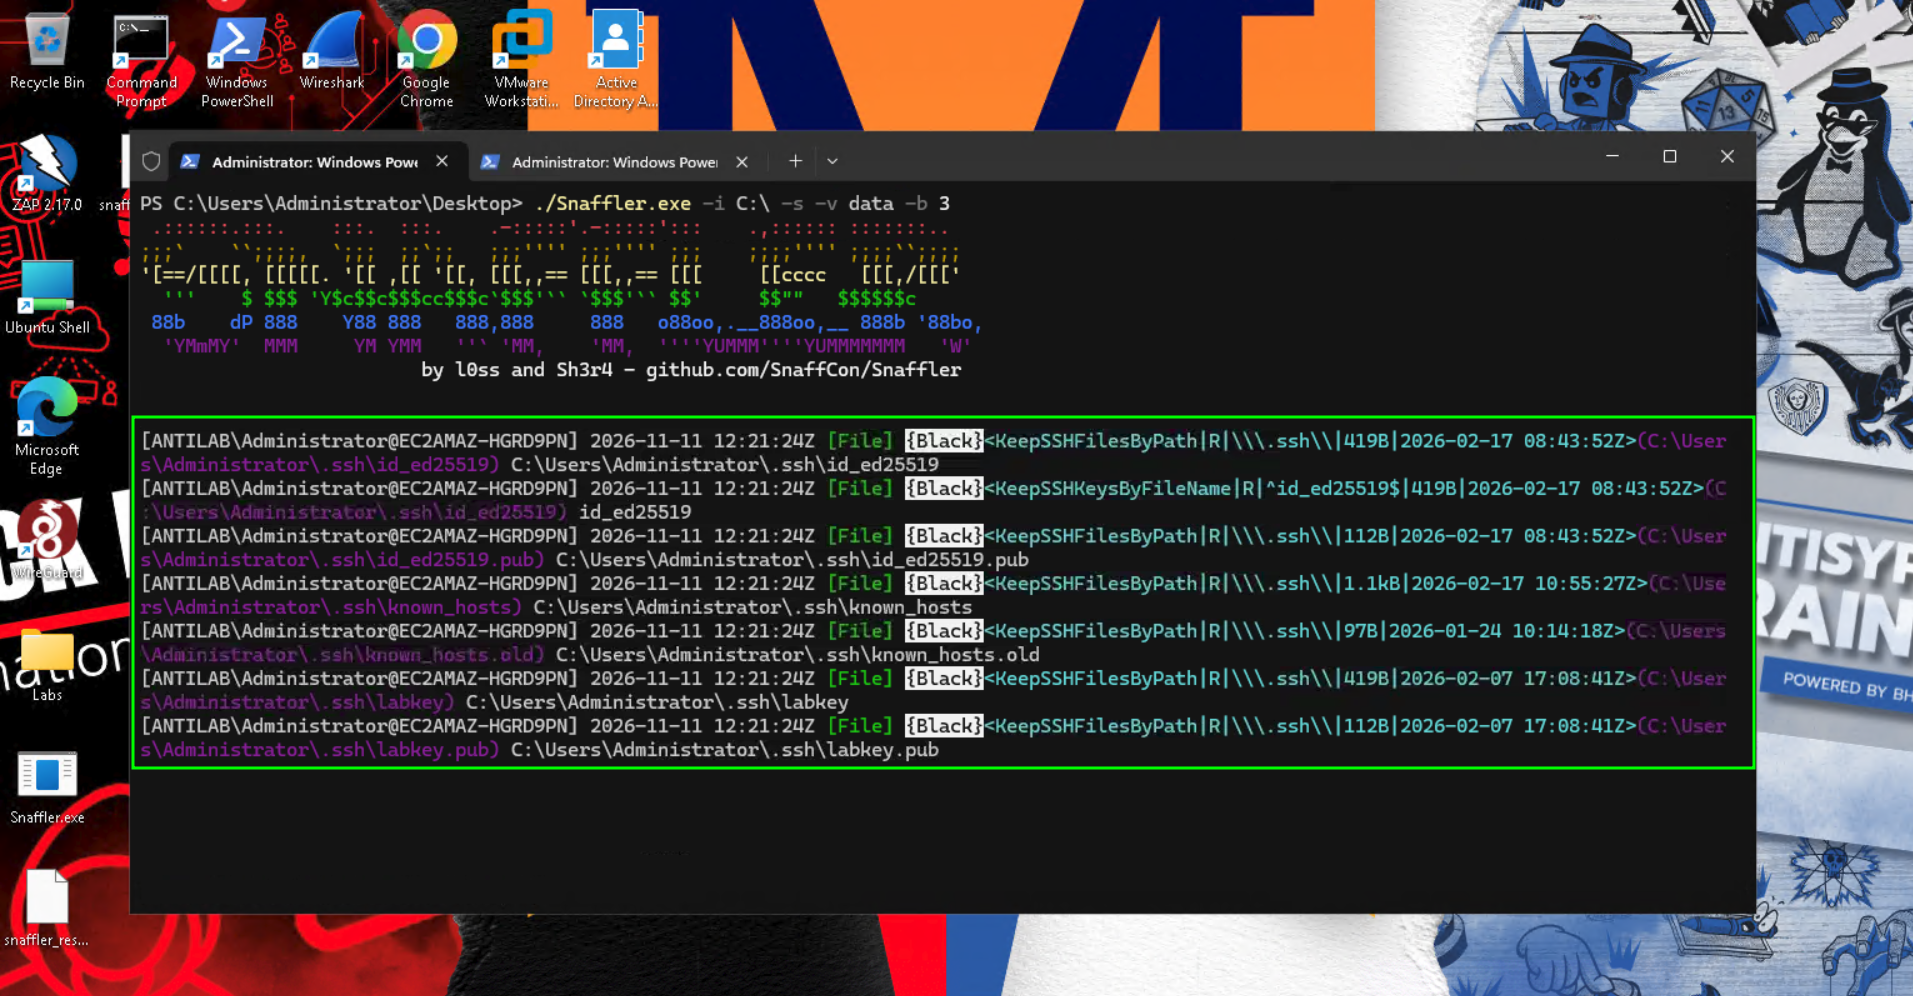 Recycle Bin
Command
Prompt
Windows
PowerShell
Wireshark
Google
Chrome
VMware
Workstati...
Active
Directory A...
ZAP 2.17.0
snaff
Ubuntu Shell
Microsoft
Edge
WireGuard
Labs
Snaffler.exe
snaffler_res...
Administrator: Windows Powe
Administrator: Windows Power
PS C:\Users\Administrator\Desktop> ./Snaffler.exe -i C:\ -s -v data -b 3
by l0ss and Sh3r4 - github.com/SnaffCon/Snaffler
[ANTILAB\Administrator@EC2AMAZ-HGRD9PN] 2026-11-11 12:21:24Z [File] {Black}<KeepSSHFilesByPath|R|\\\.ssh\\|419B|2026-02-17 08:43:52Z>(C:\User
s\Administrator\.ssh\id_ed25519) C:\Users\Administrator\.ssh\id_ed25519
[ANTILAB\Administrator@EC2AMAZ-HGRD9PN] 2026-11-11 12:21:24Z [File] {Black}<KeepSSHKeysByFileName|R|^id_ed25519$|419B|2026-02-17 08:43:52Z>(C
:\Users\Administrator\.ssh\id_ed25519) id_ed25519
[ANTILAB\Administrator@EC2AMAZ-HGRD9PN] 2026-11-11 12:21:24Z [File] {Black}<KeepSSHFilesByPath|R|\\\.ssh\\|112B|2026-02-17 08:43:52Z>(C:\User
s\Administrator\.ssh\id_ed25519.pub) C:\Users\Administrator\.ssh\id_ed25519.pub
[ANTILAB\Administrator@EC2AMAZ-HGRD9PN] 2026-11-11 12:21:24Z [File] {Black}<KeepSSHFilesByPath|R|\\\.ssh\\|1.1kB|2026-02-17 10:55:27Z>(C:\Use
rs\Administrator\.ssh\known_hosts) C:\Users\Administrator\.ssh\known_hosts
[ANTILAB\Administrator@EC2AMAZ-HGRD9PN] 2026-11-11 12:21:24Z [File] {Black}<KeepSSHFilesByPath|R|\\\.ssh\\|97B|2026-01-24 10:14:18Z>(C:\Users
\Administrator\.ssh\known_hosts.old) C:\Users\Administrator\.ssh\known_hosts.old
[ANTILAB\Administrator@EC2AMAZ-HGRD9PN] 2026-11-11 12:21:24Z [File] {Black}<KeepSSHFilesByPath|R|\\\.ssh\\|419B|2026-02-07 17:08:41Z>(C:\User
s\Administrator\.ssh\labkey) C:\Users\Administrator\.ssh\labkey
[ANTILAB\Administrator@EC2AMAZ-HGRD9PN] 2026-11-11 12:21:24Z [File] {Black}<KeepSSHFilesByPath|R|\\\.ssh\\|112B|2026-02-07 17:08:41Z>(C:\User
s\Administrator\.ssh\labkey.pub) C:\Users\Administrator\.ssh\labkey.pub
POWERED BY BH